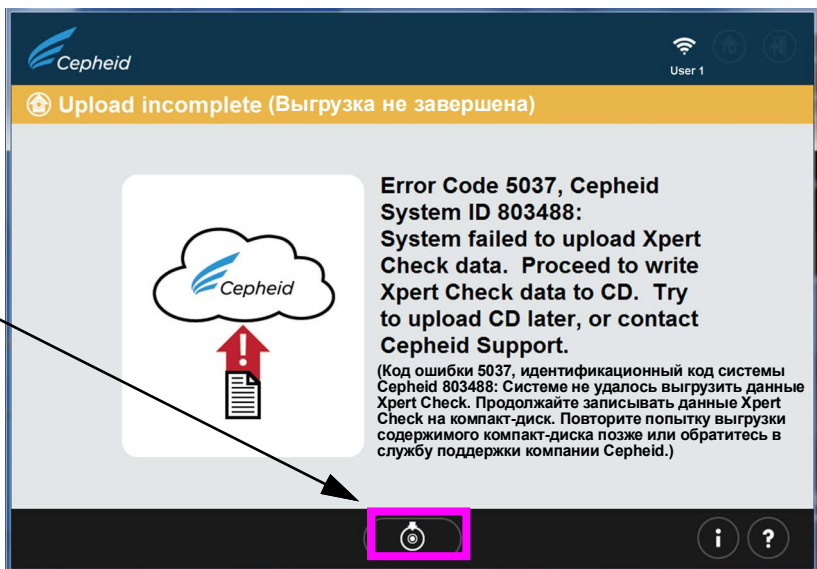 Cepheid
User 1
Upload incomplete (Выгрузка не завершена)
Cepheid
Error Code 5037, Cepheid
System ID 803488:
System failed to upload Xpert
Check data. Proceed to write
Xpert Check data to CD. Try
to upload CD later, or contact
Cepheid Support.
(Код ошибки 5037, идентификационный код системы
Cepheid 803488: Системе не удалось выгрузить данные
Xpert Check. Продолжайте записывать данные Xpert
Check на компакт-диск. Повторите попытку выгрузки
содержимого компакт-диска позже или обратитесь в
службу поддержки компании Cepheid.)
i ?